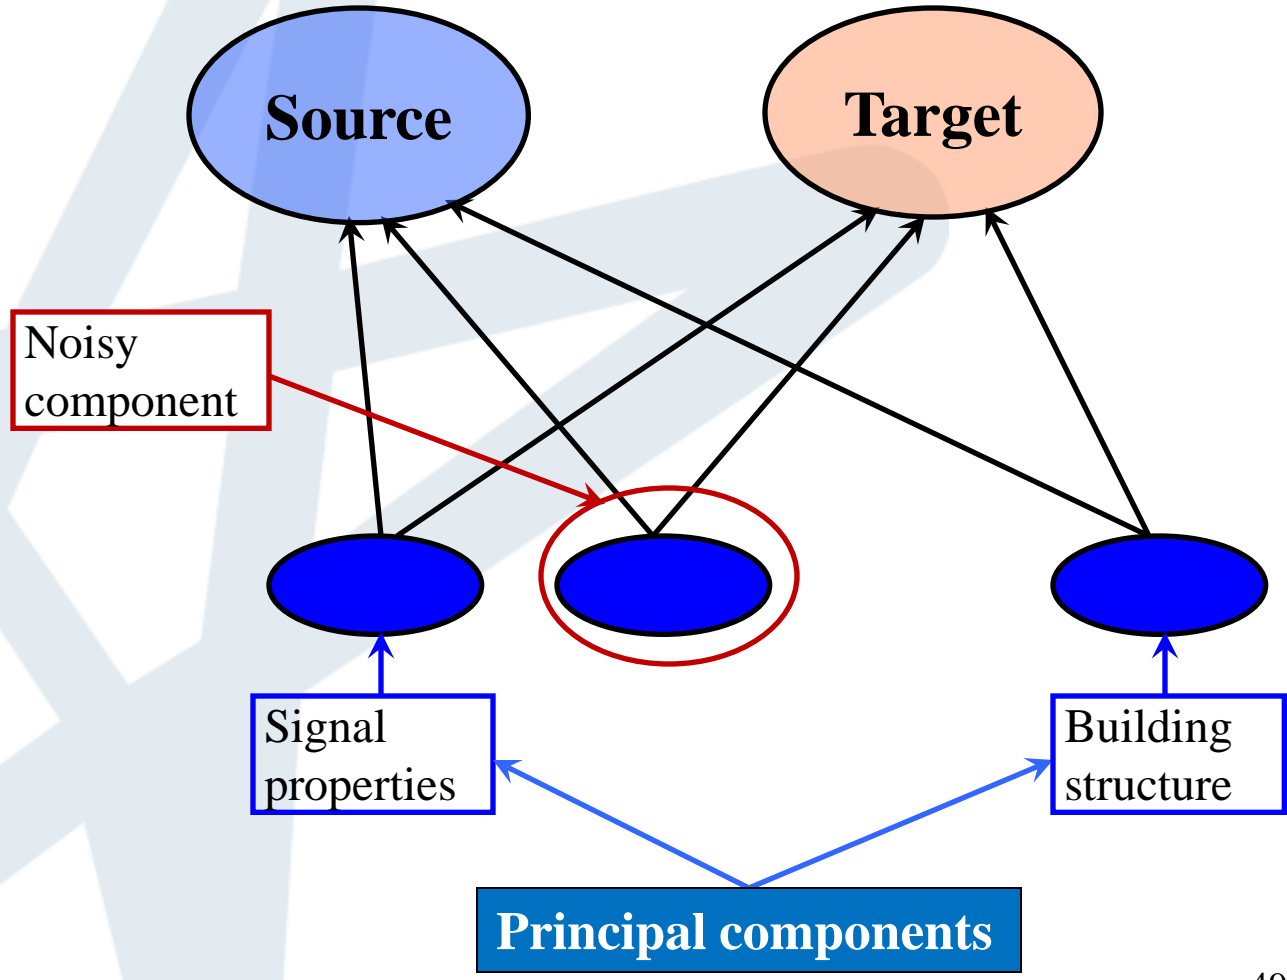 Source
Target
Noisy
component
Signal
properties
Building
structure
Principal components